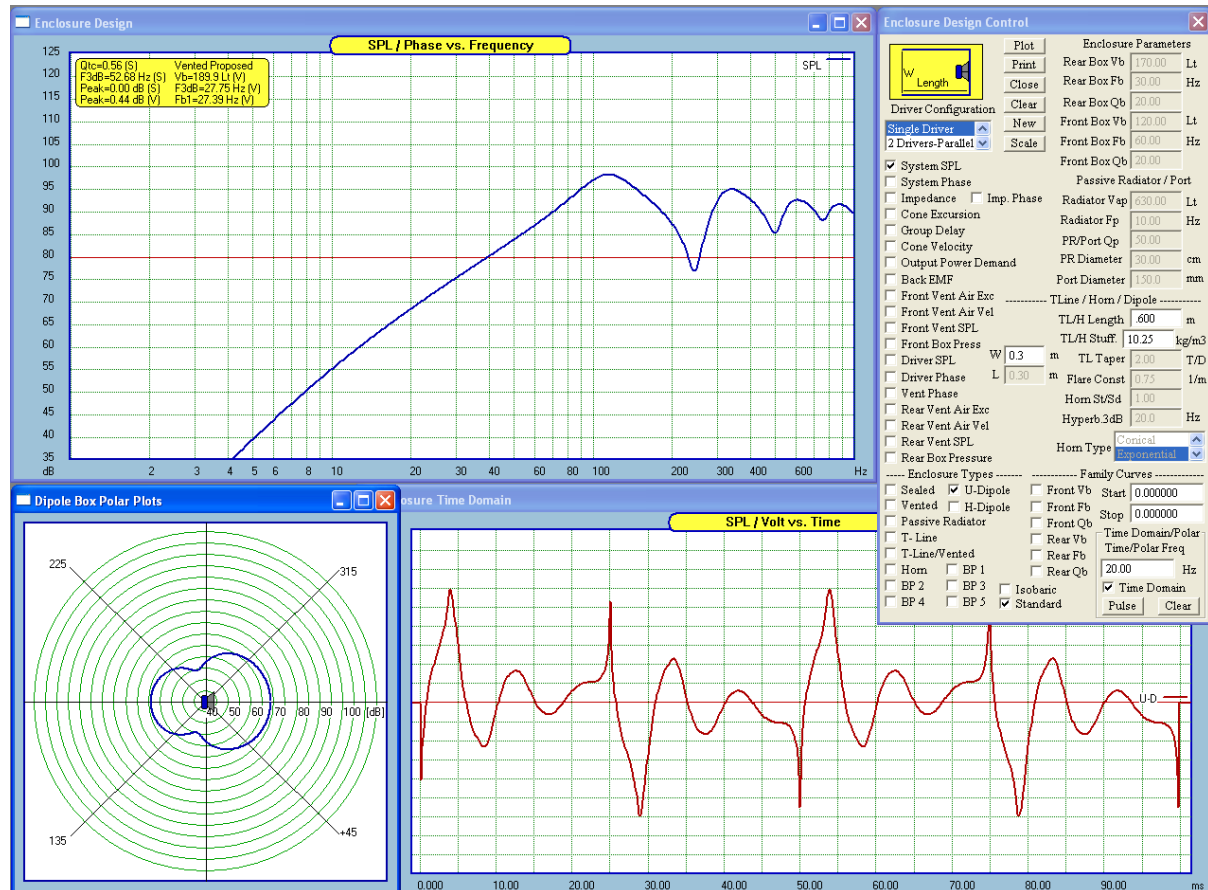 Enclosure Design
SPL / Phase vs. Frequency
Qtc=0.56 (S) Vented Proposed
F3dB=52.68 Hz (S) Vb=189.9 Lt (V)
Peak=0.00 dB (S) F3dB=27.75 Hz (V)
Peak=0.44 dB (V) Fb1=27.39 Hz (V)
SPL
125
120
115
110
105
100
95
90
85
80
75
70
65
60
55
50
45
40
35
dB 2 3 4 5 6 8 10 20 30 40 50 60 80 100 200 300 400 600 Hz
Enclosure Design Control
W
Length
Plot
Print
Close
Clear
New
Scale
Driver Configuration
Single Driver
2 Drivers-Parallel
System SPL
System Phase
Impedance Imp. Phase
Cone Excursion
Group Delay
Cone Velocity
Output Power Demand
Back EMF
Front Vent Air Exc
Front Vent Air Vel
Front Vent SPL
Front Box Press
Driver SPL
Driver Phase
Vent Phase
Rear Vent Air Exc
Rear Vent Air Vel
Rear Vent SPL
Rear Box Pressure
Enclosure Parameters
Rear Box Vb 170.00 Lt
Rear Box Fb 30.00 Hz
Rear Box Qb 20.00
Front Box Vb 120.00 Lt
Front Box Fb 60.00 Hz
Front Box Qb 20.00
Passive Radiator / Port
Radiator Vap 630.00 Lt
Radiator Fp 10.00 Hz
PR/Port Qp 50.00
PR Diameter 30.00 cm
Port Diameter 150.0 mm
---------- TLine / Horn / Dipole ----------
TL/H Length .600 m
TL/H Stuff. 10.25 kg/m3
W 0.3 m TL Taper 2.00 T/D
L 0.30 m Flare Const 0.75 1/m
Horn St/Sd 1.00
Hyperb.3dB 20.0 Hz
Horn Type Conical
Exponential
----- Enclosure Types -------
Sealed U-Dipole
Vented H-Dipole
Passive Radiator
T- Line
T-Line/Vented
Horn BP 1
BP 2 BP 3 Isobaric
BP 4 BP 5 Standard
--------- Family Curves -----------
Front Vb Start 0.000000
Front Fb Stop 0.000000
Front Qb
Rear Vb
Rear Fb
Rear Qb
Time Domain/Polar
Time/Polar Freq
20.00 Hz
Time Domain
Pulse Clear
Dipole Box Polar Plots
225
315
40 50 60 70 80 90 100 [dB]
135
+45
osure Time Domain
SPL / Volt vs. Time
U-D
0.000 10.00 20.00 30.00 40.00 50.00 60.00 70.00 80.00 90.00 ms